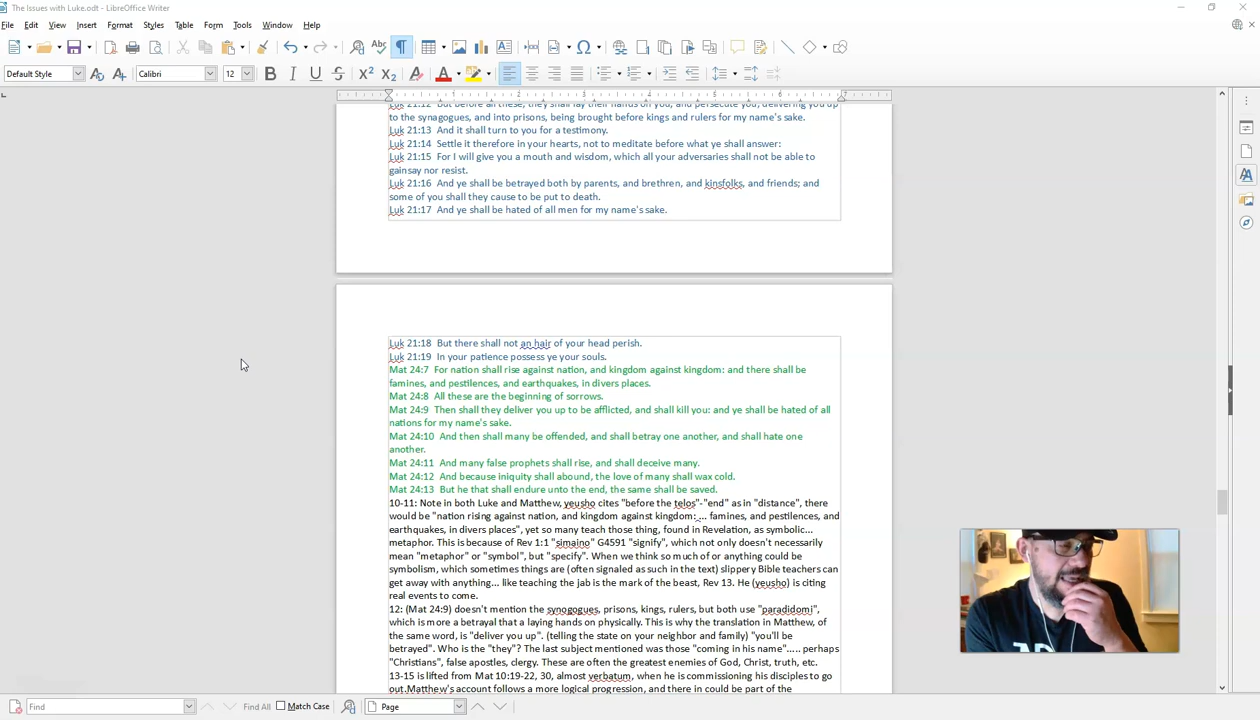 The Issues with Luke.odt - LibreOffice Writer
File Edit View Insert Format Styles Table Form Tools Window Help
Default Style Calibri 12
1 2 3 4 5 6 7
Luk 21:12 But before all these, they shall lay their hands on you, and persecute you, delivering you up
to the synagogues, and into prisons, being brought before kings and rulers for my name's sake.
Luk 21:13 And it shall turn to you for a testimony.
Luk 21:14 Settle it therefore in your hearts, not to meditate before what ye shall answer:
Luk 21:15 For I will give you a mouth and wisdom, which all your adversaries shall not be able to
gainsay nor resist.
Luk 21:16 And ye shall be betrayed both by parents, and brethren, and kinsfolks, and friends; and
some of you shall they cause to be put to death.
Luk 21:17 And ye shall be hated of all men for my name's sake.
Luk 21:18 But there shall not an hair of your head perish.
Luk 21:19 In your patience possess ye your souls.
Mat 24:7 For nation shall rise against nation, and kingdom against kingdom: and there shall be
famines, and pestilences, and earthquakes, in divers places.
Mat 24:8 All these are the beginning of sorrows.
Mat 24:9 Then shall they deliver you up to be afflicted, and shall kill you: and ye shall be hated of all
nations for my name's sake.
Mat 24:10 And then shall many be offended, and shall betray one another, and shall hate one
another.
Mat 24:11 And many false prophets shall rise, and shall deceive many.
Mat 24:12 And because iniquity shall abound, the love of many shall wax cold.
Mat 24:13 But he that shall endure unto the end, the same shall be saved.
10-11: Note in both Luke and Matthew, yeusho cites "before the telos"-"end" as in "distance", there
would be "nation rising against nation, and kingdom against kingdom:... famines, and pestilences, and
earthquakes, in divers places", yet so many teach those thing, found in Revelation, as symbolic...
metaphor. This is because of Rev 1:1 "simaino" G4591 "signify", which not only doesn't necessarily
mean "metaphor" or "symbol", but "specify". When we think so much of or anything could be
symbolism, which sometimes things are (often signaled as such in the text) slippery Bible teachers can
get away with anything... like teaching the jab is the mark of the beast, Rev 13. He (yeusho) is citing
real events to come.
12: (Mat 24:9) doesn't mention the synogogues, prisons, kings, rulers, but both use "paradidomi",
which is more a betrayal that a laying hands on physically. This is why the translation in Matthew, of
the same word, is "deliver you up". (telling the state on your neighbor and family) "you'll be
betrayed". Who is the "they"? The last subject mentioned was those "coming in his name"..... perhaps
"Christians", false apostles, clergy. These are often the greatest enemies of God, Christ, truth, etc.
13-15 is lifted from Mat 10:19-22, 30, almost verbatum, when he is commissioning his disciples to go
out.Matthew's account follows a more logical progression, and there in could be part of the
Find Find All Match Case Page